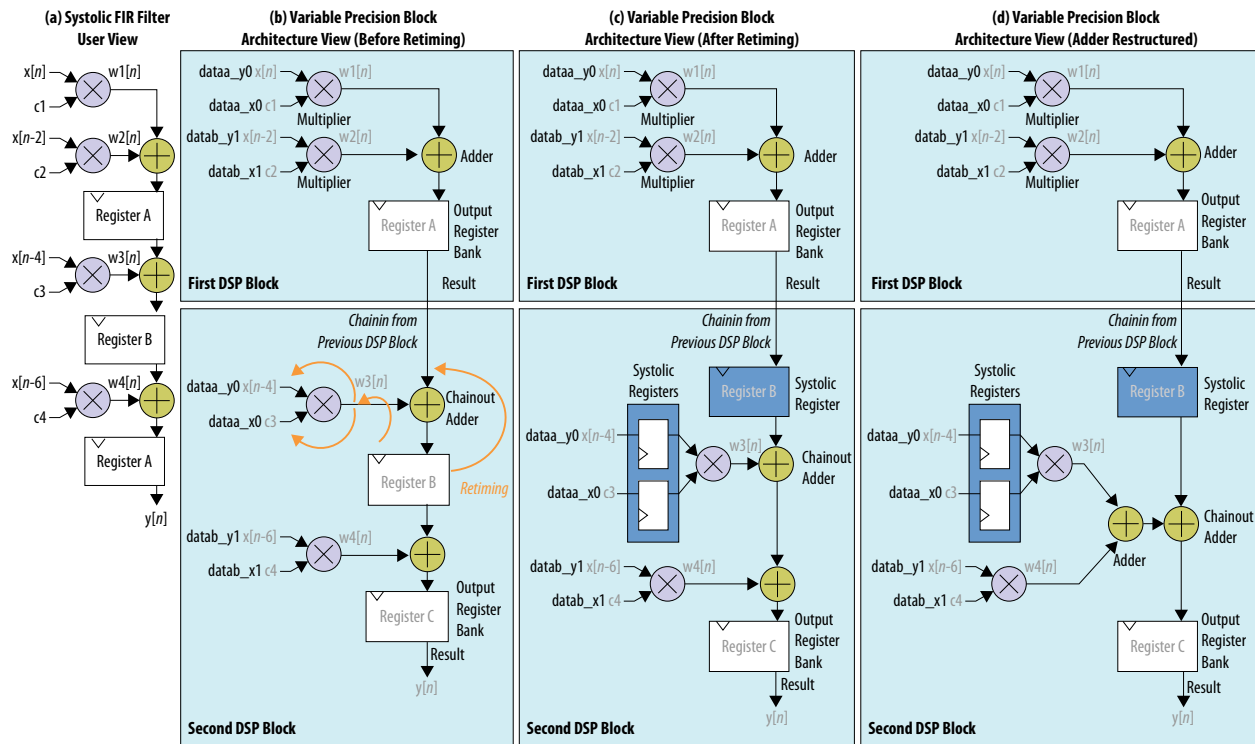 (a) Systolic FIR Filter
User View
x[n]
w1[n]
c1
x[n-2]
w2[n]
c2
Register A
x[n-4]
w3[n]
c3
Register B
x[n-6]
w4[n]
c4
Register A
y[n]
(b) Variable Precision Block
Architecture View (Before Retiming)
dataa_y0 x[n]
w1[n]
dataa_x0 c1
Multiplier
datab_y1 x[n-2]
w2[n]
datab_x1 c2
Multiplier
Adder
Register A
Output
Register
Bank
First DSP Block
Result
Chainin from
Previous DSP Block
dataa_y0 x[n-4]
w3[n]
dataa_x0 c3
Chainout
Adder
Register B
Retiming
datab_y1 x[n-6]
w4[n]
datab_x1 c4
Register C
Output
Register
Bank
Result
y[n]
Second DSP Block
(c) Variable Precision Block
Architecture View (After Retiming)
dataa_y0 x[n]
w1[n]
dataa_x0 c1
Multiplier
datab_y1 x[n-2]
w2[n]
datab_x1 c2
Multiplier
Adder
Register A
Output
Register
Bank
First DSP Block
Result
Chainin from
Previous DSP Block
Systolic
Registers
Register B
Systolic
Register
dataa_y0 x[n-4]
w3[n]
dataa_x0 c3
Chainout
Adder
datab_y1 x[n-6]
w4[n]
datab_x1 c4
Register C
Output
Register
Bank
Result
y[n]
Second DSP Block
(d) Variable Precision Block
Architecture View (Adder Restructured)
dataa_y0 x[n]
w1[n]
dataa_x0 c1
Multiplier
datab_y1 x[n-2]
w2[n]
datab_x1 c2
Multiplier
Adder
Register A
Output
Register
Bank
First DSP Block
Result
Chainin from
Previous DSP Block
Systolic
Registers
Register B
Systolic
Register
dataa_y0 x[n-4]
w3[n]
dataa_x0 c3
Adder
Chainout
Adder
datab_y1 x[n-6]
w4[n]
datab_x1 c4
Register C
Output
Register
Bank
Result
y[n]
Second DSP Block